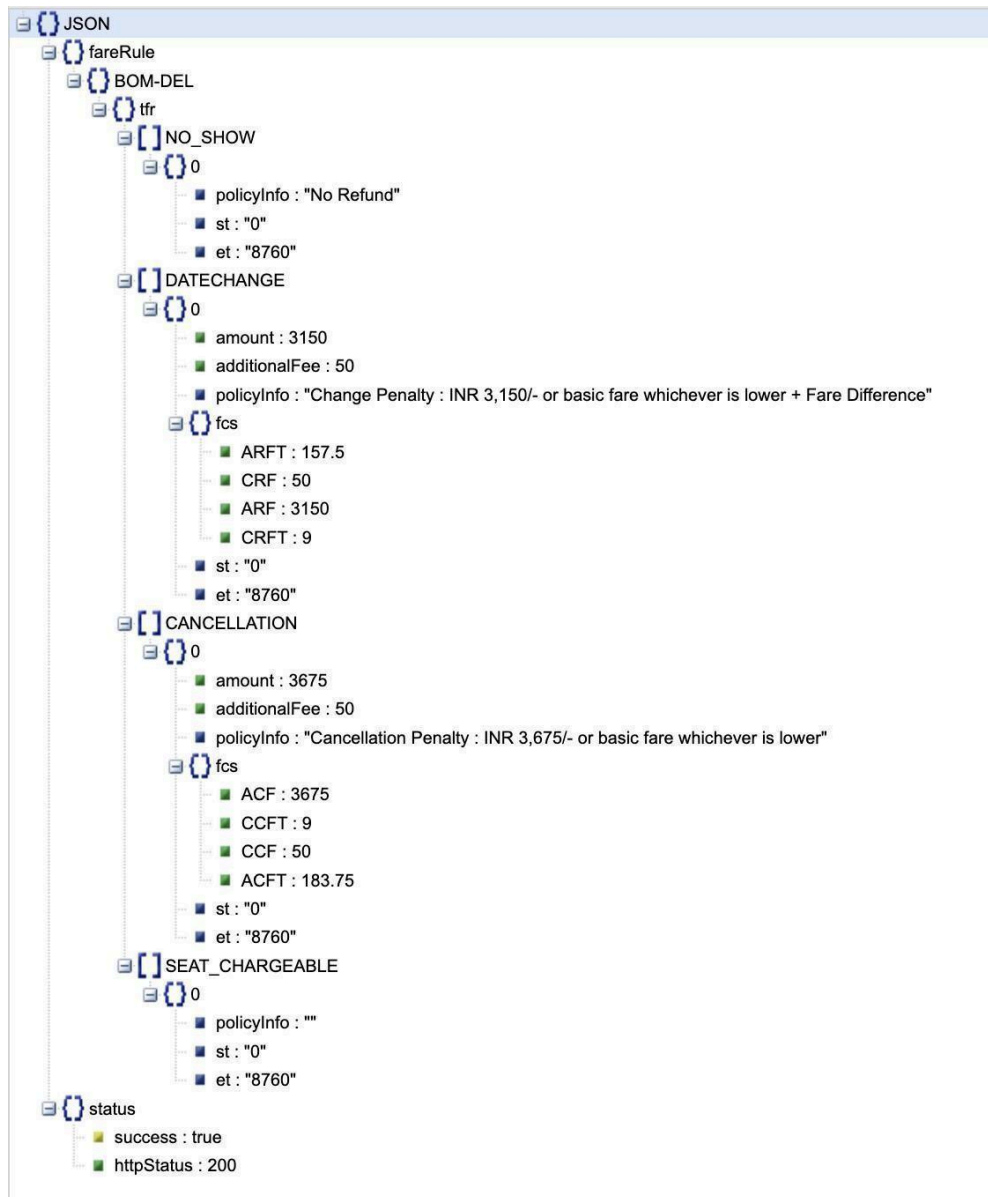 JSON
fareRule
BOM-DEL
tfr
NO_SHOW
0
policyInfo : "No Refund"
st : "0"
et : "8760"
DATECHANGE
0
amount : 3150
additionalFee : 50
policyInfo : "Change Penalty : INR 3,150/- or basic fare whichever is lower + Fare Difference"
fcs
ARFT : 157.5
CRF : 50
ARF : 3150
CRFT : 9
st : "0"
et : "8760"
CANCELLATION
0
amount : 3675
additionalFee : 50
policyInfo : "Cancellation Penalty : INR 3,675/- or basic fare whichever is lower"
fcs
ACF : 3675
CCFT : 9
CCF : 50
ACFT : 183.75
st : "0"
et : "8760"
SEAT_CHARGEABLE
0
policyInfo : ""
st : "0"
et : "8760"
status
success : true
httpStatus : 200